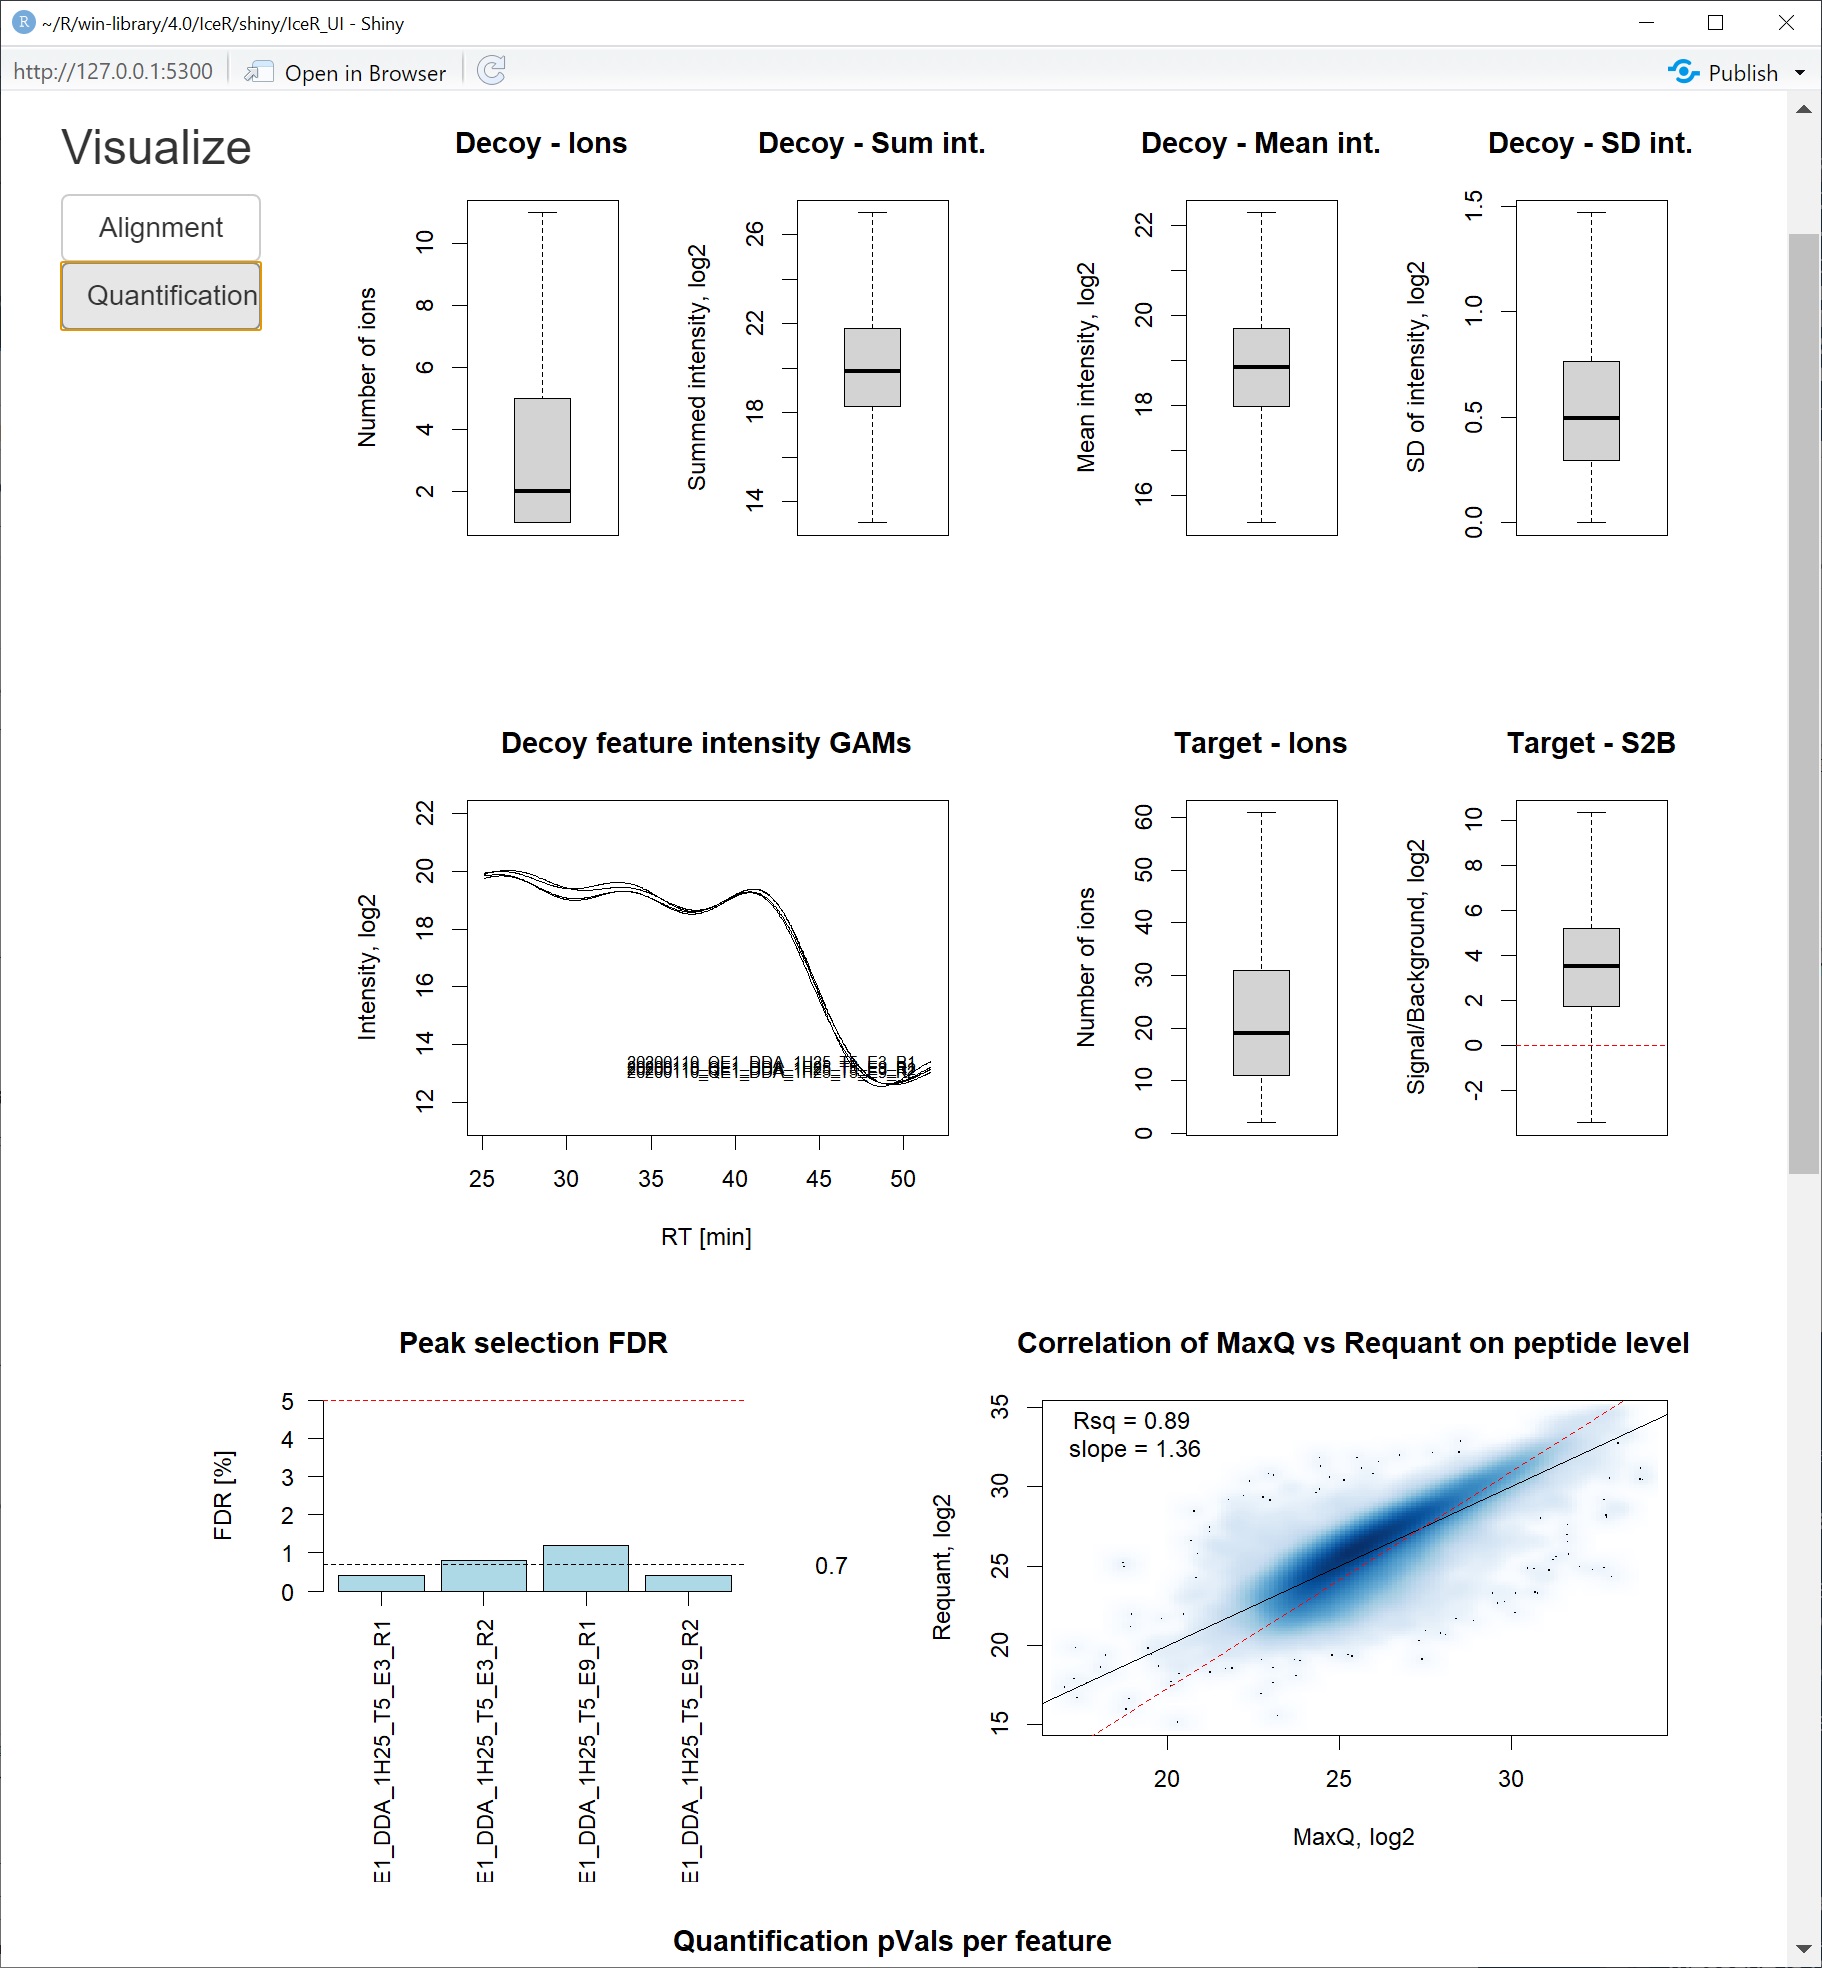 ~/R/win-library/4.0/IceR/shiny/IceR_UI - Shiny
http://127.0.0.1:5300 Open in Browser Publish
Visualize
Alignment
Quantification
Decoy - Ions
Number of ions
2 4 6 8 10
Decoy - Sum int.
Summed intensity, log2
14 18 22 26
Decoy - Mean int.
Mean intensity, log2
16 18 20 22
Decoy - SD int.
SD of intensity, log2
0.0 0.5 1.0 1.5
Decoy feature intensity GAMs
Intensity, log2
12 14 16 18 20 22
20200110_QE1_DDA_1H25_T5_E3_R1
20200110_QE1_DDA_1H25_T5_E9_R2
25 30 35 40 45 50
RT [min]
Target - Ions
Number of ions
0 10 20 30 40 50 60
Target - S2B
Signal/Background, log2
-2 0 2 4 6 8 10
Peak selection FDR
FDR [%]
0 1 2 3 4 5
0.7
E1_DDA_1H25_T5_E3_R1
E1_DDA_1H25_T5_E3_R2
E1_DDA_1H25_T5_E9_R1
E1_DDA_1H25_T5_E9_R2
Correlation of MaxQ vs Requant on peptide level
Rsq = 0.89
slope = 1.36
Requant, log2
15 20 25 30 35
20 25 30
MaxQ, log2
Quantification pVals per feature